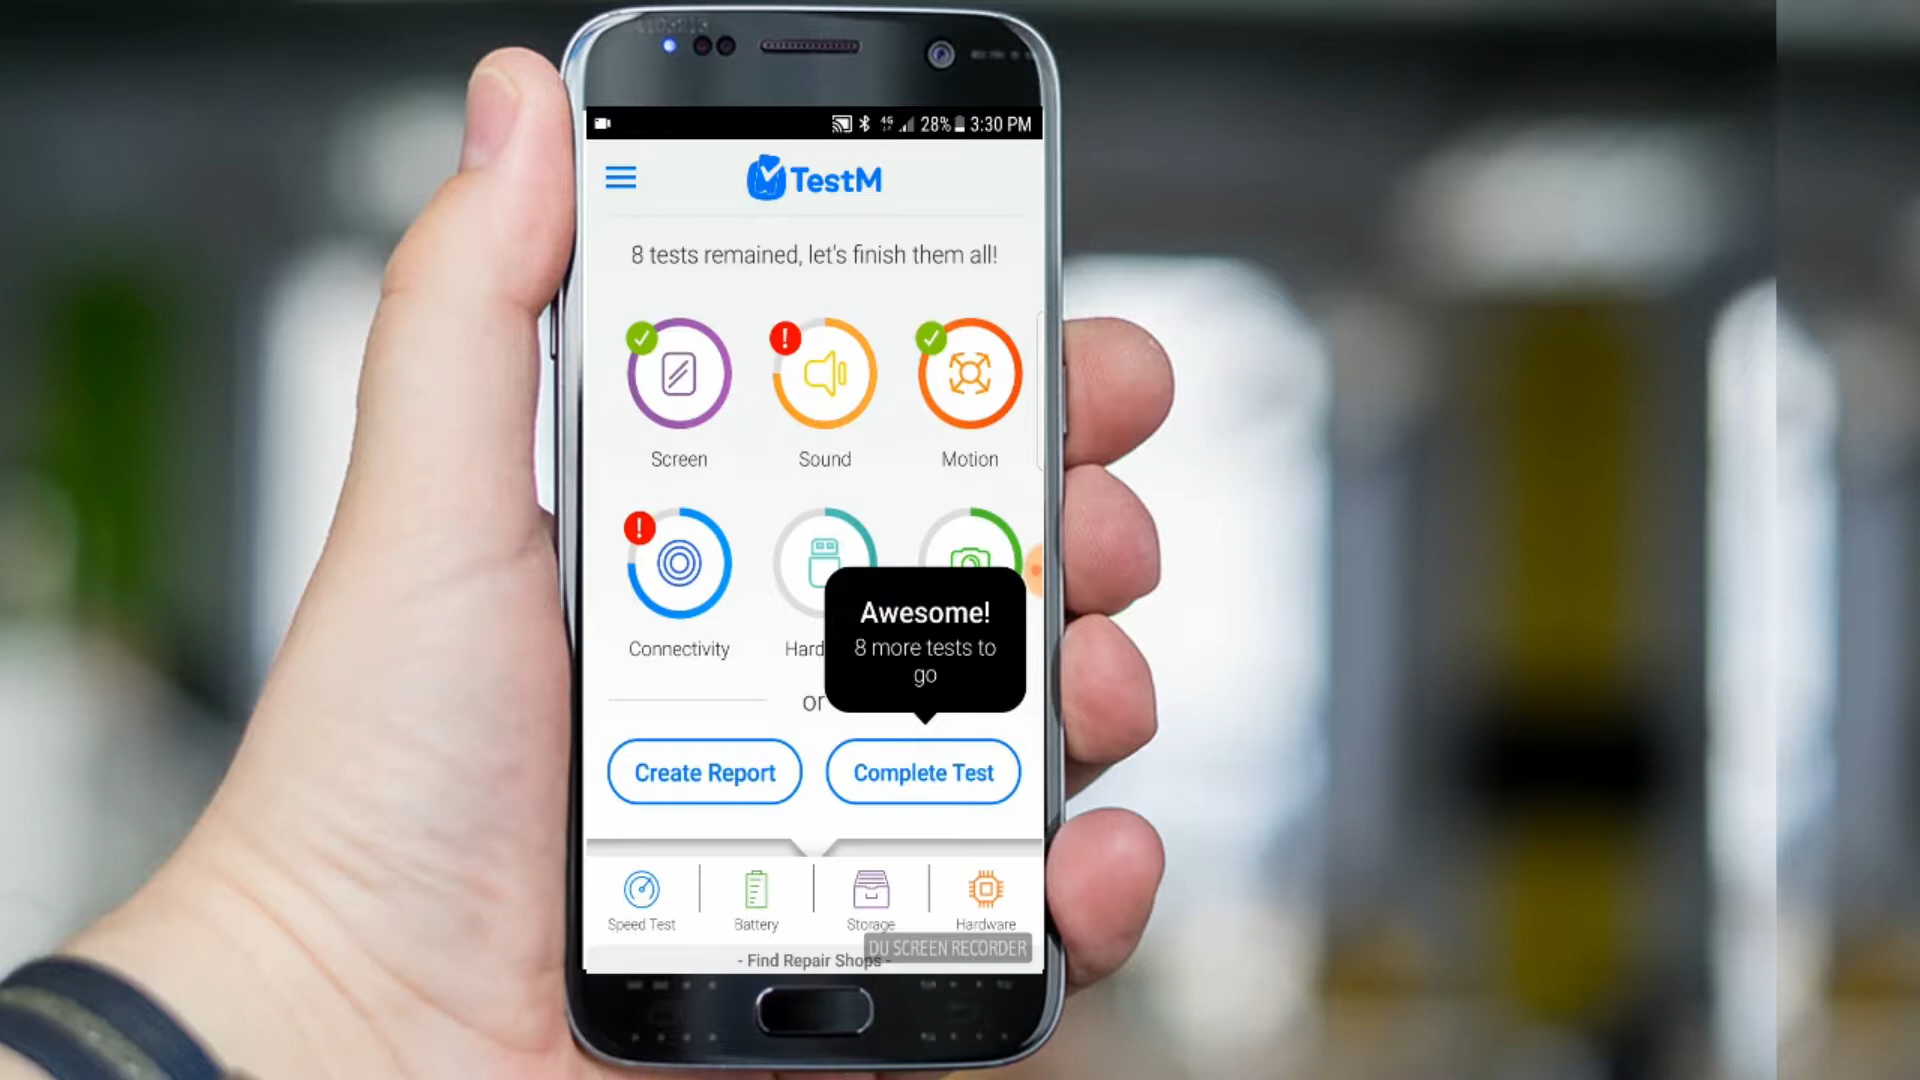 4G 28% 3:30 PM
TestM
8 tests remained, let's finish them all!
Screen
Sound
Motion
Connectivity
Hard
Awesome!
8 more tests to
go
or
Create Report
Complete Test
Speed Test
Battery
Storage
Hardware
DU SCREEN RECORDER
- Find Repair Shops -